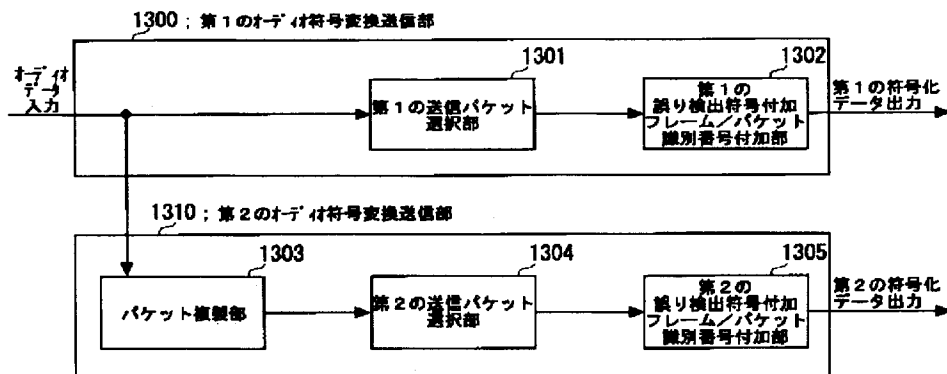 1300 ; 第1のオーディオ符号変換送信部
オーディオ
データ
入力
1301
第1の送信パケット
選択部
1302
第1の
誤り検出符号付加
フレーム/パケット
識別番号付加部
第1の符号化
データ出力
1310 ; 第2のオーディオ符号変換送信部
1303
パケット複製部
1304
第2の送信パケット
選択部
1305
第2の
誤り検出符号付加
フレーム/パケット
識別番号付加部
第2の符号化
データ出力